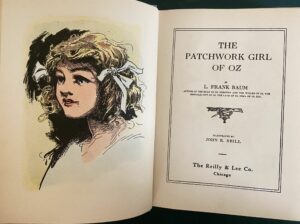 THE
PATCHWORK GIRL
OF OZ
BY
L. FRANK BAUM
ILLUSTRATED BY
JOHN R. NEILL
The Reilly & Lee Co.
Chicago